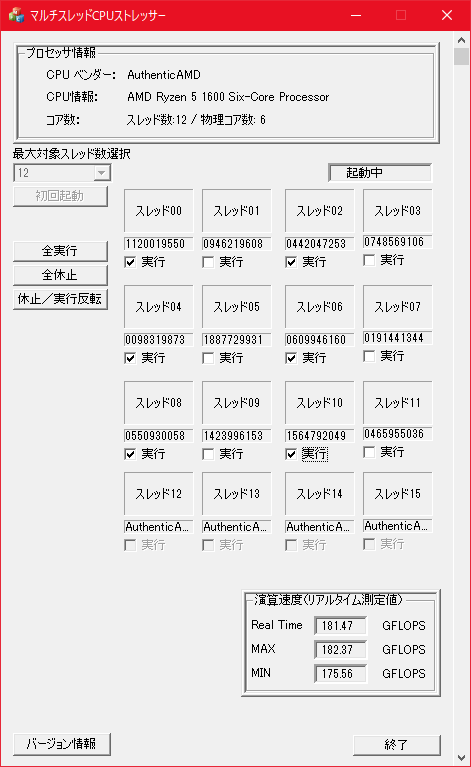 マルチスレッドCPUストレッサー
プロセッサ情報
CPU ベンダー: AuthenticAMD
CPU情報: AMD Ryzen 5 1600 Six-Core Processor
コア数: スレッド数:12 / 物理コア数: 6
最大対象スレッド数選択
12
起動中
初回起動
全実行
全休止
休止／実行反転
スレッド00 スレッド01 スレッド02 スレッド03
1120019550 0946219608 0442047253 0748569106
実行 実行 実行 実行
スレッド04 スレッド05 スレッド06 スレッド07
0098319873 1887729931 0609946160 0191441344
実行 実行 実行 実行
スレッド08 スレッド09 スレッド10 スレッド11
0550930058 1423996153 1564792049 0465955036
実行 実行 実行 実行
スレッド12 スレッド13 スレッド14 スレッド15
AuthenticA... AuthenticA... AuthenticA... AuthenticA...
実行 実行 実行 実行
演算速度(リアルタイム測定値)
Real Time 181.47 GFLOPS
MAX 182.37 GFLOPS
MIN 175.56 GFLOPS
バージョン情報
終了